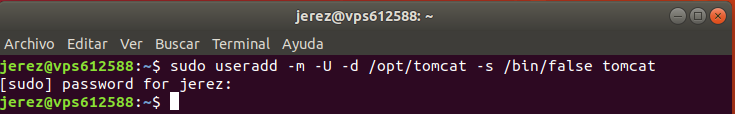 jerez@vps612588: ~
Archivo Editar Ver Buscar Terminal Ayuda
jerez@vps612588:~$ sudo useradd -m -U -d /opt/tomcat -s /bin/false tomcat
[sudo] password for jerez:
jerez@vps612588:~$